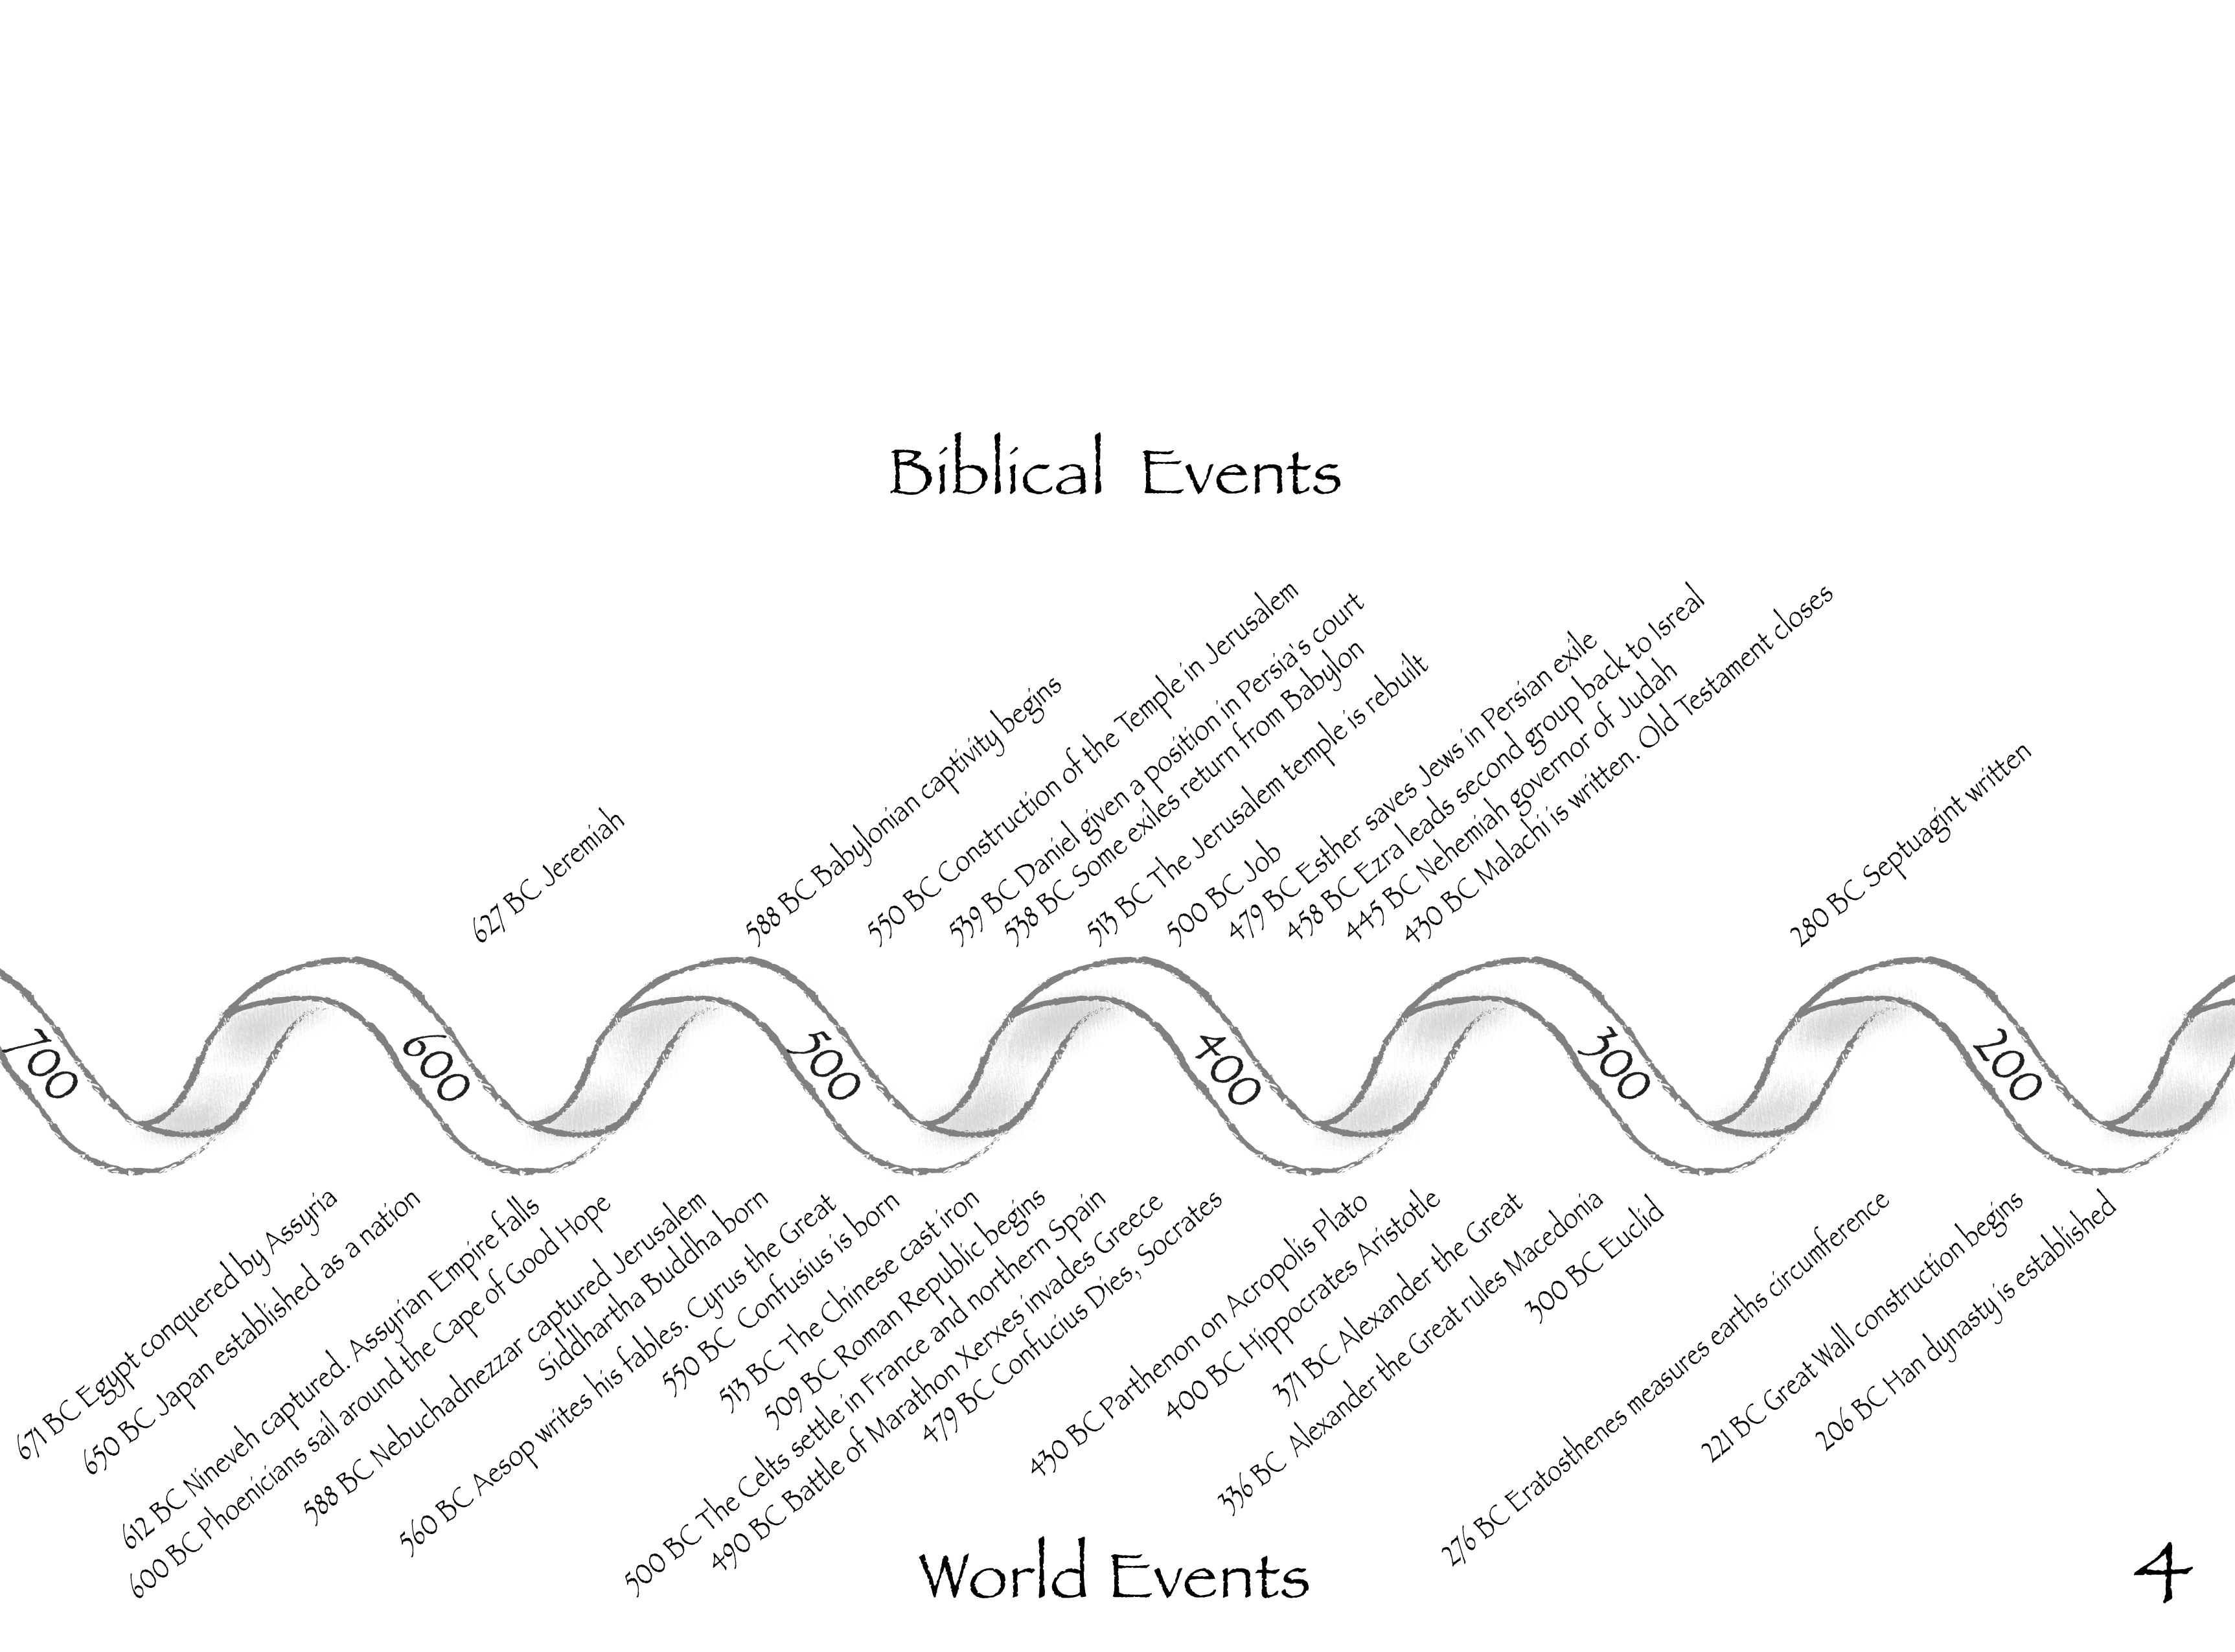 Biblical Events
627 BC Jeremiah
588 BC Babylonian captivity begins
550 BC Construction of the Temple in Jerusalem
539 BC Daniel given a position in Persia's court
538 BC Some exiles return from Babylon
513 BC The Jerusalem temple is rebuilt
500 BC Job
479 BC Esther saves Jews in Persian exile
458 BC Ezra leads second group back to Isreal
445 BC Nehemiah governor of Judah
430 BC Malachi is written. Old Testament closes
280 BC Septuagint written
700
600
500
400
300
200
671 BC Egypt conquered by Assyria
650 BC Japan established as a nation
612 BC Nineveh captured. Assyrian Empire falls
600 BC Phoenicians sail around the Cape of Good Hope
588 BC Nebuchadnezzar captured Jerusalem
Siddhartha Buddha born
560 BC Aesop writes his fables. Cyrus the Great
550 BC Confusius is born
513 BC The Chinese cast iron
509 BC Roman Republic begins
500 BC The Celts settle in France and northern Spain
490 BC Battle of Marathon Xerxes invades Greece
479 BC Confucius Dies, Socrates
430 BC Parthenon on Acropolis Plato
400 BC Hippocrates Aristotle
371 BC Alexander the Great
336 BC Alexander the Great rules Macedonia
300 BC Euclid
276 BC Eratosthenes measures earths circumference
221 BC Great Wall construction begins
206 BC Han dynasty is established
World Events
4